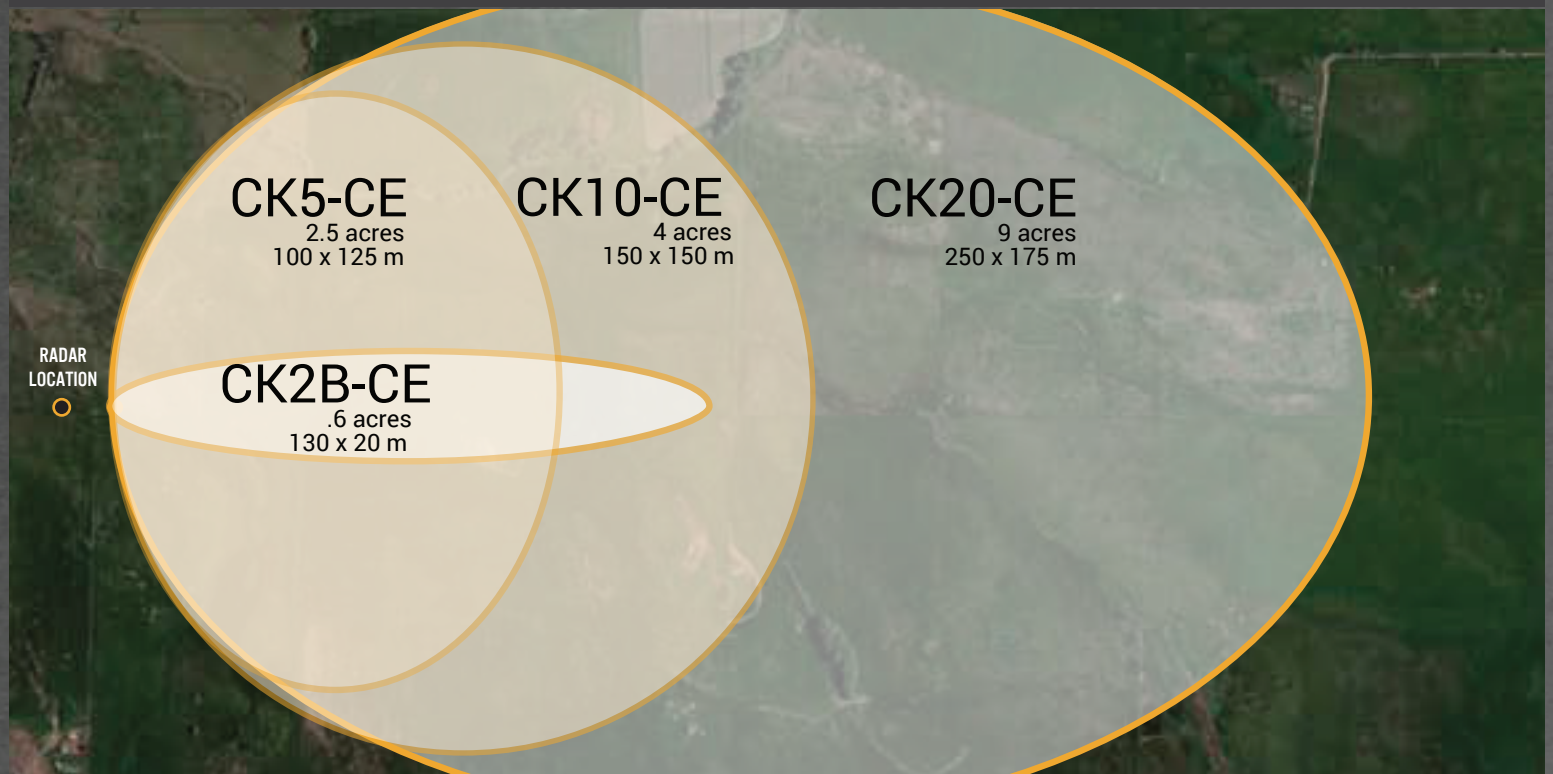 CK5-CE
2.5 acres
100 x 125 m
CK10-CE
4 acres
150 x 150 m
CK20-CE
9 acres
250 x 175 m
RADAR
LOCATION
CK2B-CE
.6 acres
130 x 20 m